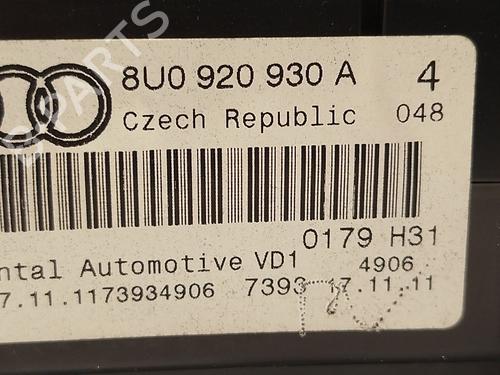 8U0 920 930 A 4
Czech Republic 048
0179 H31
ntal Automotive VD1 4906
7.11.1173934906 7393 17.11.11
B-PARTS